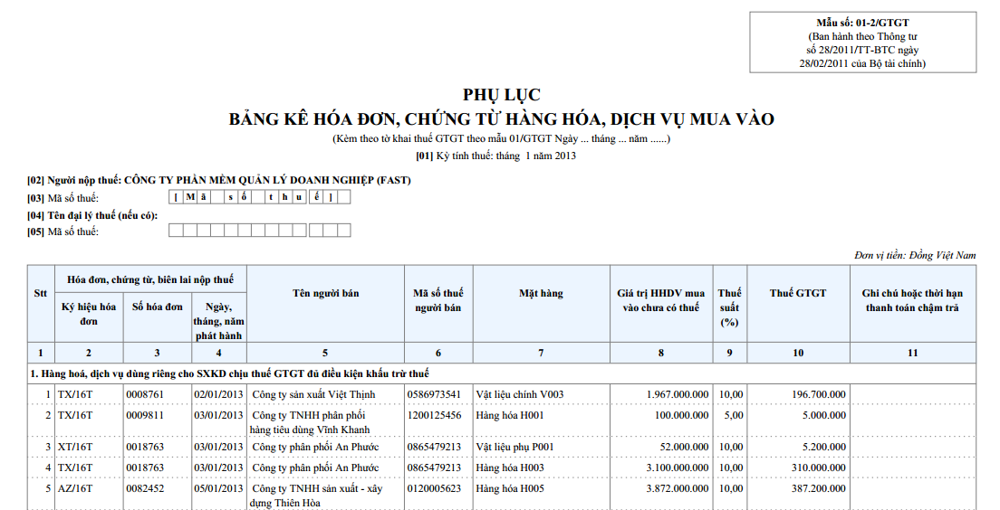 Mẫu số: 01-2/GTGT
(Ban hành theo Thông tư
số 28/2011/TT-BTC ngày
28/02/2011 của Bộ tài chính)
PHỤ LỤC
BẢNG KÊ HÓA ĐƠN, CHỨNG TỪ HÀNG HÓA, DỊCH VỤ MUA VÀO
(Kèm theo tờ khai thuế GTGT theo mẫu 01/GTGT Ngày ... tháng ... năm ......)
[01] Kỳ tính thuế: tháng 1 năm 2013
[02] Người nộp thuế: CÔNG TY PHẦN MỀM QUẢN LÝ DOANH NGHIỆP (FAST)
[03] Mã số thuế: [Mã số thuế]
[04] Tên đại lý thuế (nếu có):
[05] Mã số thuế:
Đơn vị tiền: Đồng Việt Nam
Stt
Hóa đơn, chứng từ, biên lai nộp thuế
Ký hiệu hóa
đơn
Số hóa đơn
Ngày,
tháng, năm
phát hành
Tên người bán
Mã số thuế
người bán
Mặt hàng
Giá trị HHDV mua
vào chưa có thuế
Thuế
suất
(%)
Thuế GTGT
Ghi chú hoặc thời hạn
thanh toán chậm trả
1 2 3 4 5 6 7 8 9 10 11
1. Hàng hoá, dịch vụ dùng riêng cho SXKD chịu thuế GTGT đủ điều kiện khấu trừ thuế
1 TX/16T 0008761 02/01/2013 Công ty sản xuất Việt Thịnh 0586973541 Vật liệu chính V003 1.967.000.000 10,00 196.700.000
2 TX/16T 0009811 03/01/2013 Công ty TNHH phân phối 1200125456 Hàng hóa H001 100.000.000 5,00 5.000.000
hàng tiêu dùng Vĩnh Khanh
3 XT/16T 0018763 03/01/2013 Công ty phân phối An Phước 0865479213 Vật liệu phụ P001 52.000.000 10,00 5.200.000
4 TX/16T 0018763 03/01/2013 Công ty phân phối An Phước 0865479213 Hàng hóa H003 3.100.000.000 10,00 310.000.000
5 AZ/16T 0082452 05/01/2013 Công ty TNHH sản xuất - xây 0120005623 Hàng hóa H005 3.872.000.000 10,00 387.200.000
dựng Thiên Hòa